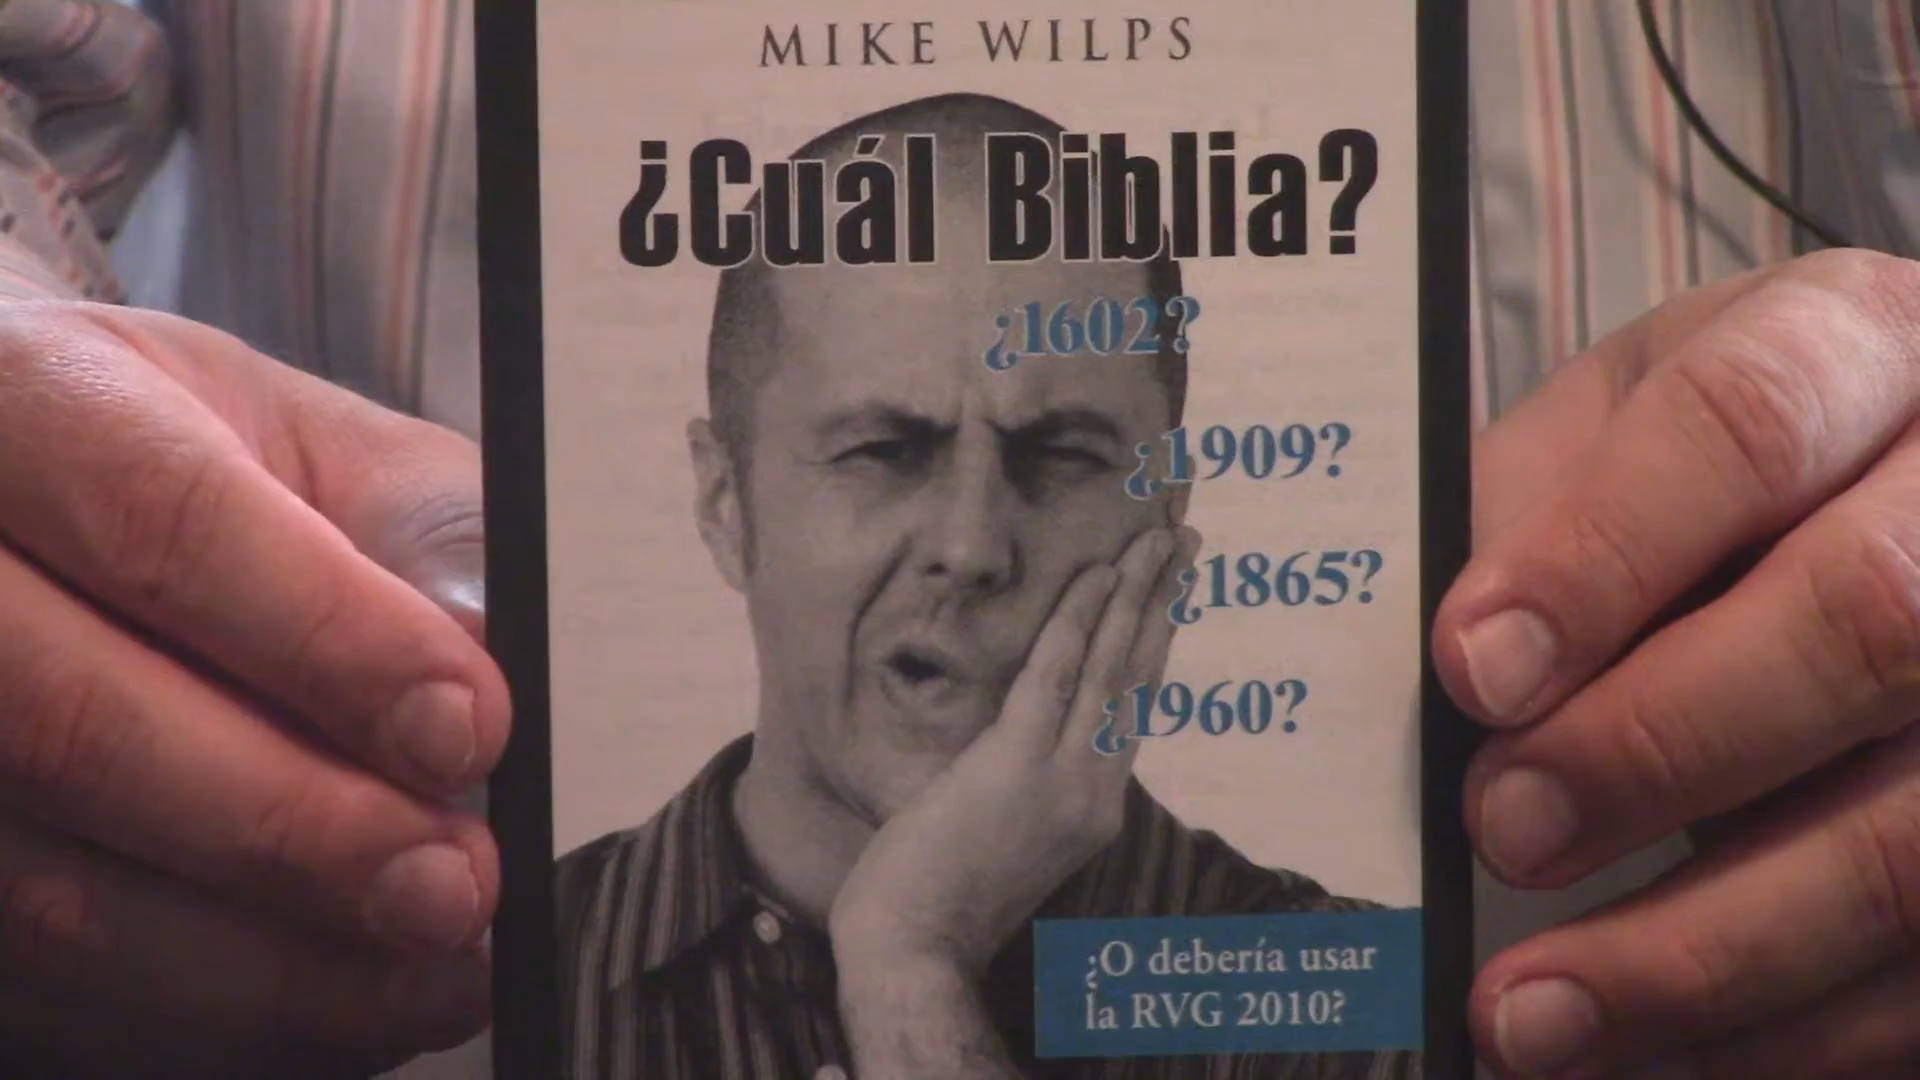 MIKE WILPS
¿Cuál Biblia?
¿1602?
¿1909?
¿1865?
¿1960?
¿O debería usar
la RVG 2010?